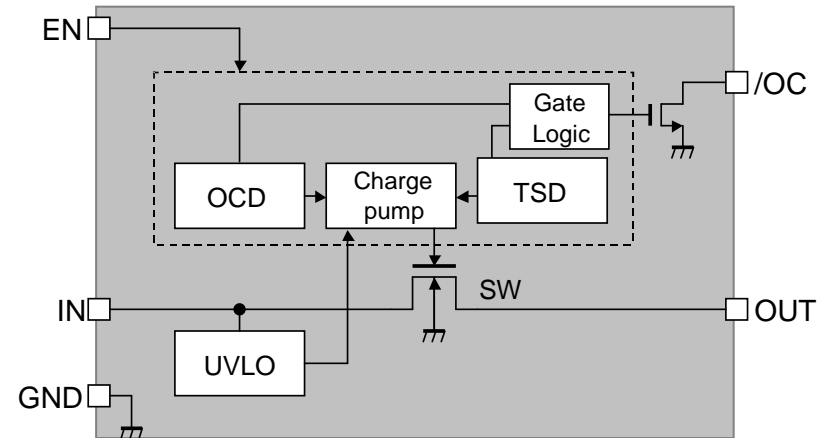 EN
/OC
Gate
Logic
OCD
Charge
pump
TSD
SW
IN
OUT
UVLO
GND